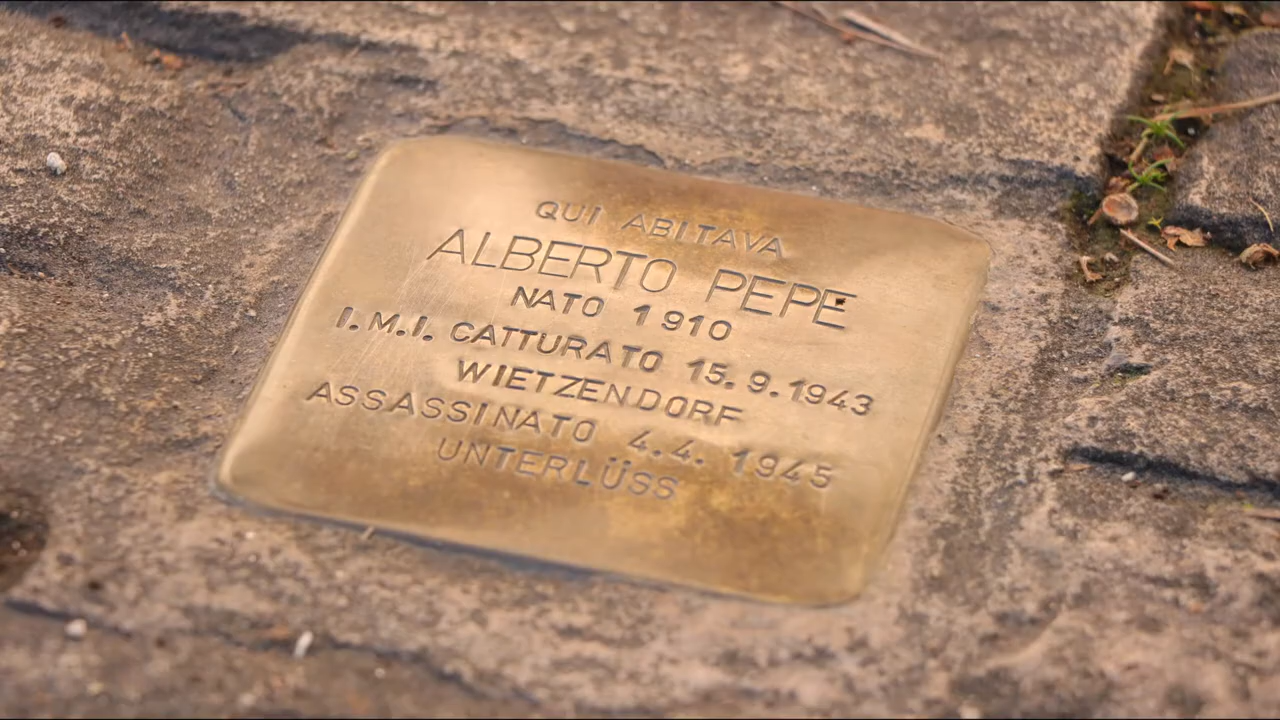 QUI ABITAVA
ALBERTO PEPE
NATO 1910
I.M.I. CATTURATO 15.9.1943
WIETZENDORF
ASSASSINATO 4.4. 1945
UNTERLÜSS